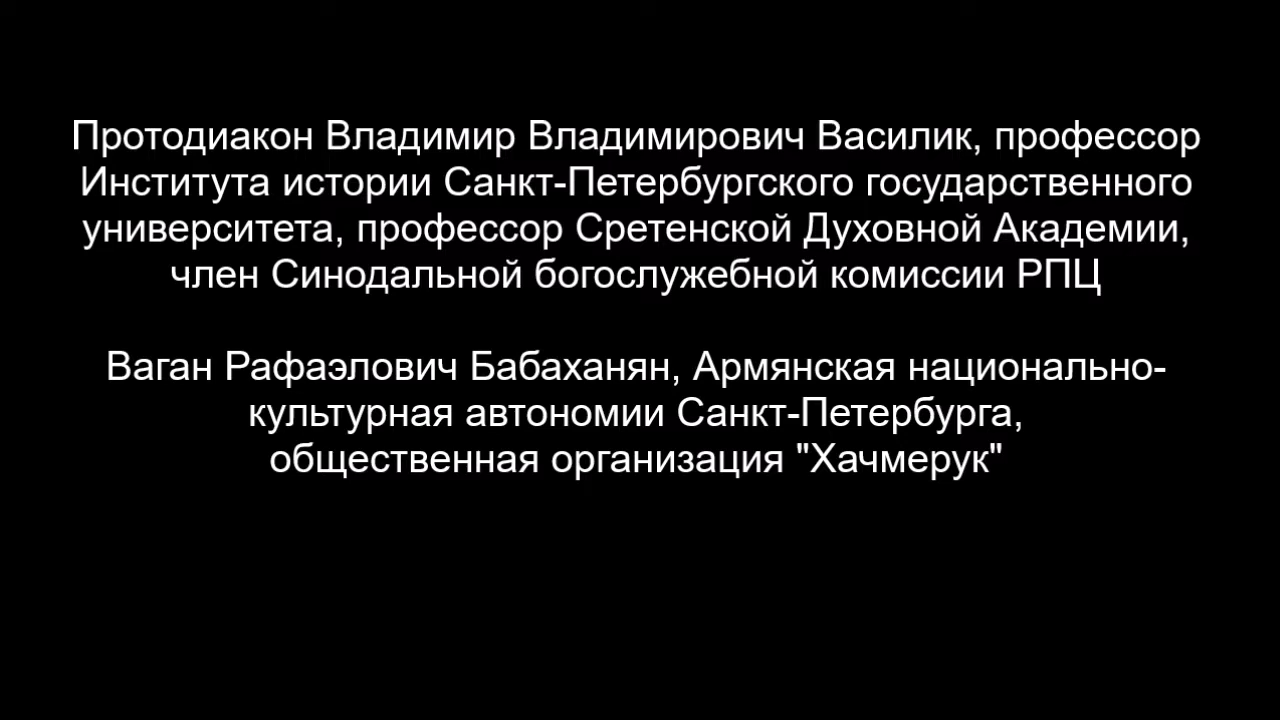 Протодиакон Владимир Владимирович Василик, профессор
Института истории Санкт-Петербургского государственного
университета, профессор Сретенской Духовной Академии,
член Синодальной богослужебной комиссии РПЦ
Ваган Рафаэлович Бабаханян, Армянская национально-
культурная автономии Санкт-Петербурга,
общественная организация "Хачмерук"